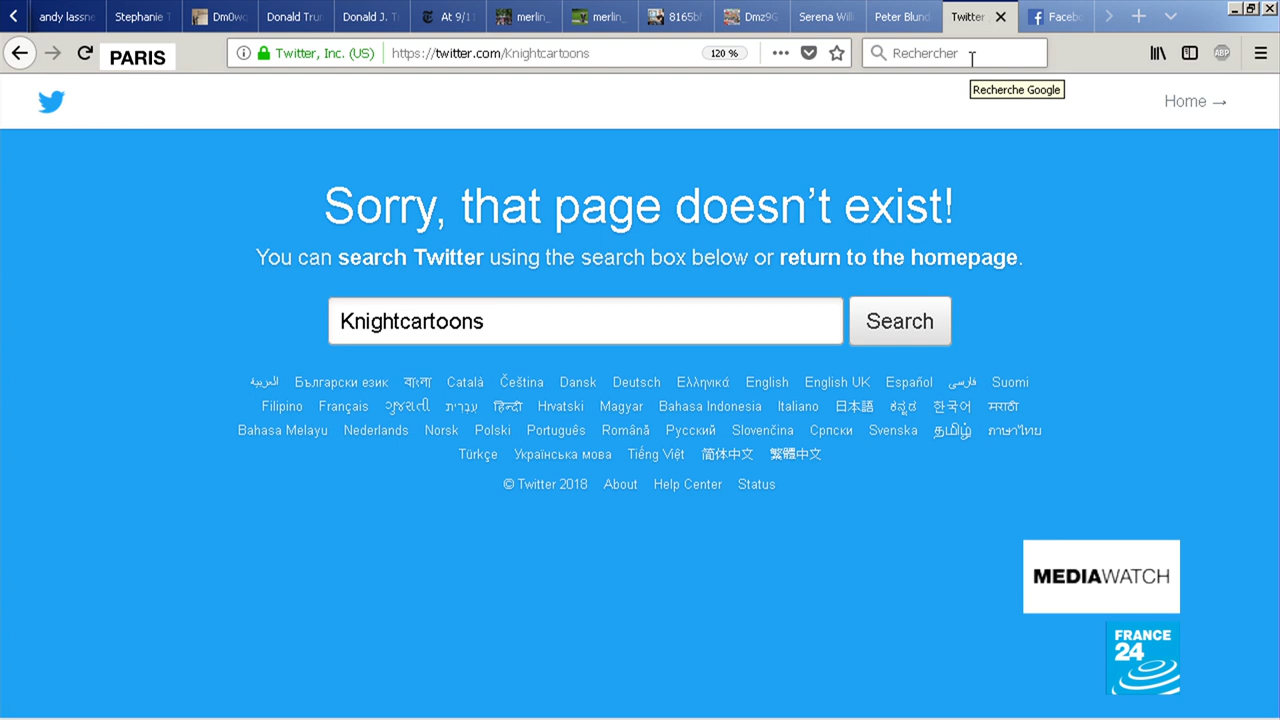 andy lassne
Stephanie T
Dm0wc
Donald Trun
Donald J. T
At 9/1
merlin_
merlin_
8165bf
Dmz9G
Serena Will
Peter Blund
Twitter
Facebo
PARIS
Twitter, Inc. (US)
https://twitter.com/Knightcartoons
120 %
Rechercher
ABP
Recherche Google
Home →
Sorry, that page doesn't exist!
You can search Twitter using the search box below or return to the homepage.
Knightcartoons
Search
العربية Български език বাংলা Català Čeština Dansk Deutsch Ελληνικά English English UK Español فارسی Suomi
Filipino Français ગુજરાતી עִבְרִית हिन्दी Hrvatski Magyar Bahasa Indonesia Italiano 日本語 ಕನ್ನಡ 한국어 मराठी
Bahasa Melayu Nederlands Norsk Polski Português Română Русский Slovenčina Српски Svenska தமிழ் ภาษาไทย
Türkçe Українська мова Tiếng Việt 简体中文 繁體中文
© Twitter 2018 About Help Center Status
MEDIAWATCH
FRANCE
24